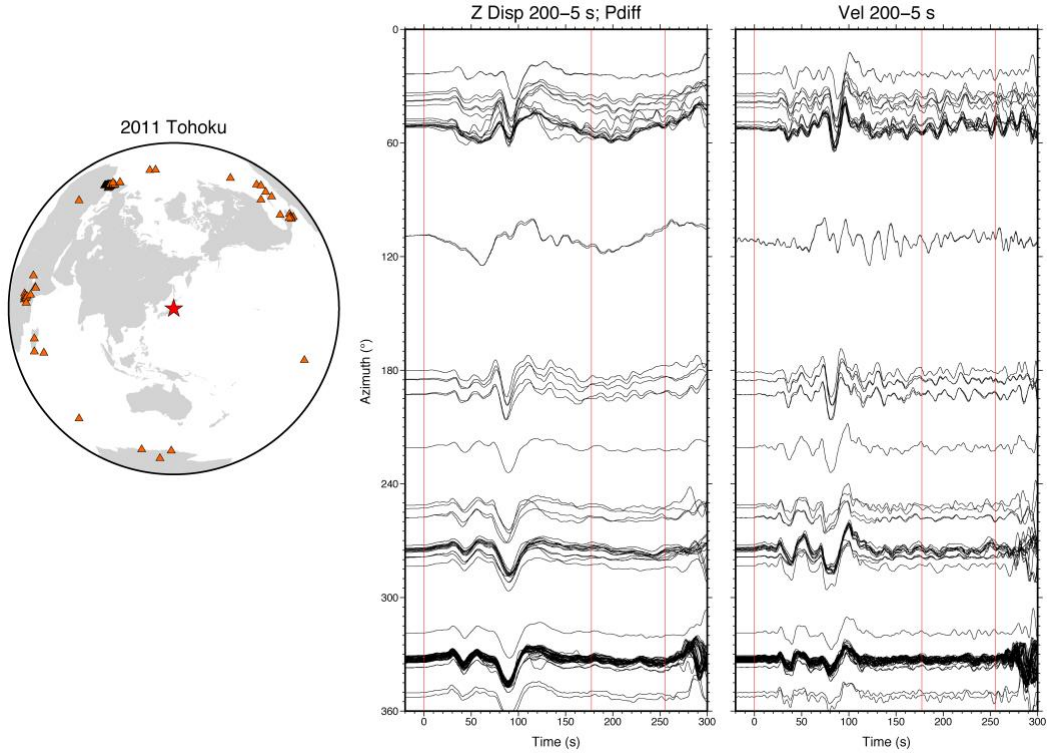 2011 Tohoku
Z Disp 200–5 s; Pdiff
Vel 200–5 s
Azimuth (°)
0
60
120
180
240
300
360
0 50 100 150 200 250 300
0 50 100 150 200 250 300
Time (s)
Time (s)